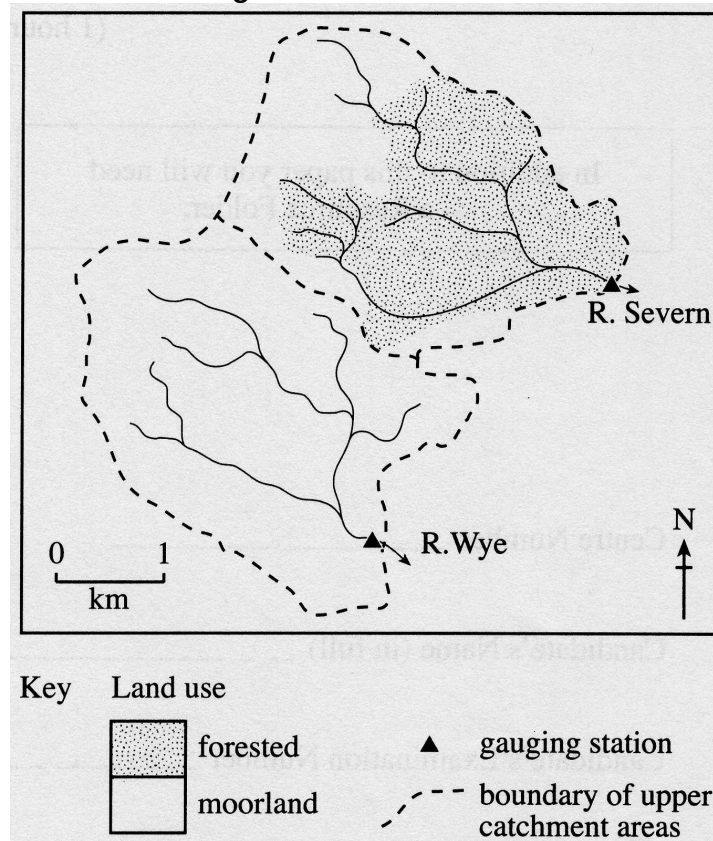 R. Severn
R.Wye
0 1
km
N
Key Land use
forested
moorland
gauging station
boundary of upper
catchment areas